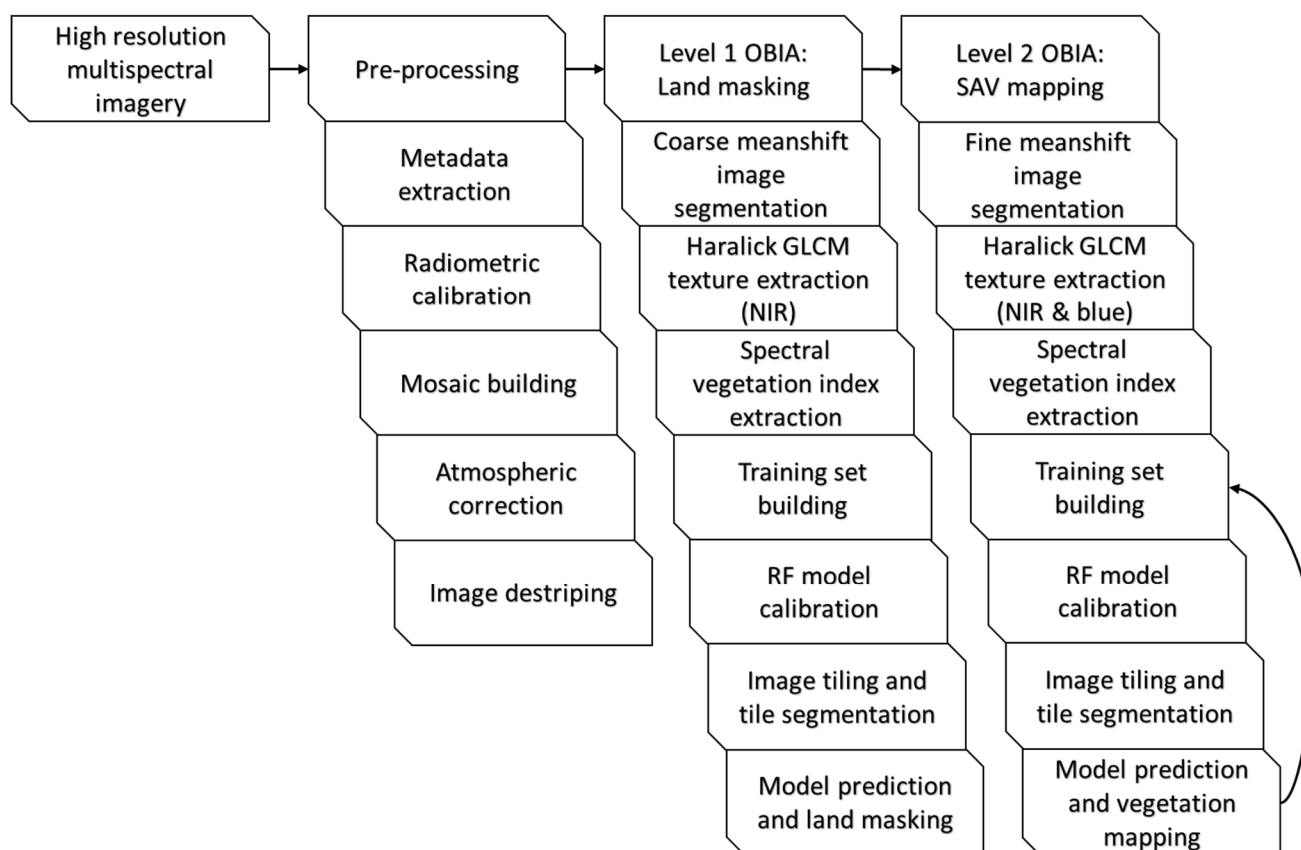 High resolution
multispectral
imagery
Pre-processing
Metadata
extraction
Radiometric
calibration
Mosaic building
Atmospheric
correction
Image destriping
Level 1 OBIA:
Land masking
Coarse meanshift
image
segmentation
Haralick GLCM
texture extraction
(NIR)
Spectral
vegetation index
extraction
Training set
building
RF model
calibration
Image tiling and
tile segmentation
Model prediction
and land masking
Level 2 OBIA:
SAV mapping
Fine meanshift
image
segmentation
Haralick GLCM
texture extraction
(NIR & blue)
Spectral
vegetation index
extraction
Training set
building
RF model
calibration
Image tiling and
tile segmentation
Model prediction
and vegetation
mapping